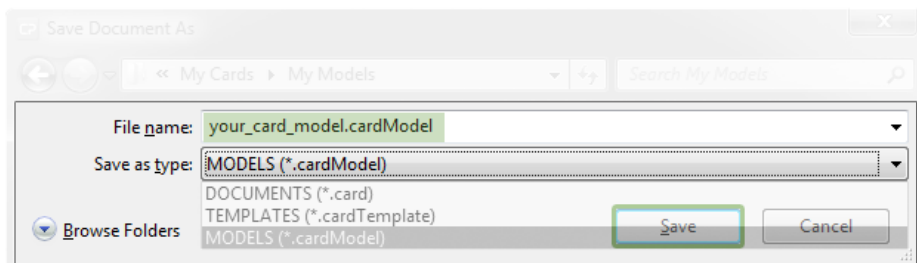 Save Document As
« My Cards ▸ My Models Search My Models
File name: your_card_model.cardModel
Save as type: MODELS (*.cardModel)
DOCUMENTS (*.card)
TEMPLATES (*.cardTemplate)
MODELS (*.cardModel)
Browse Folders Save Cancel